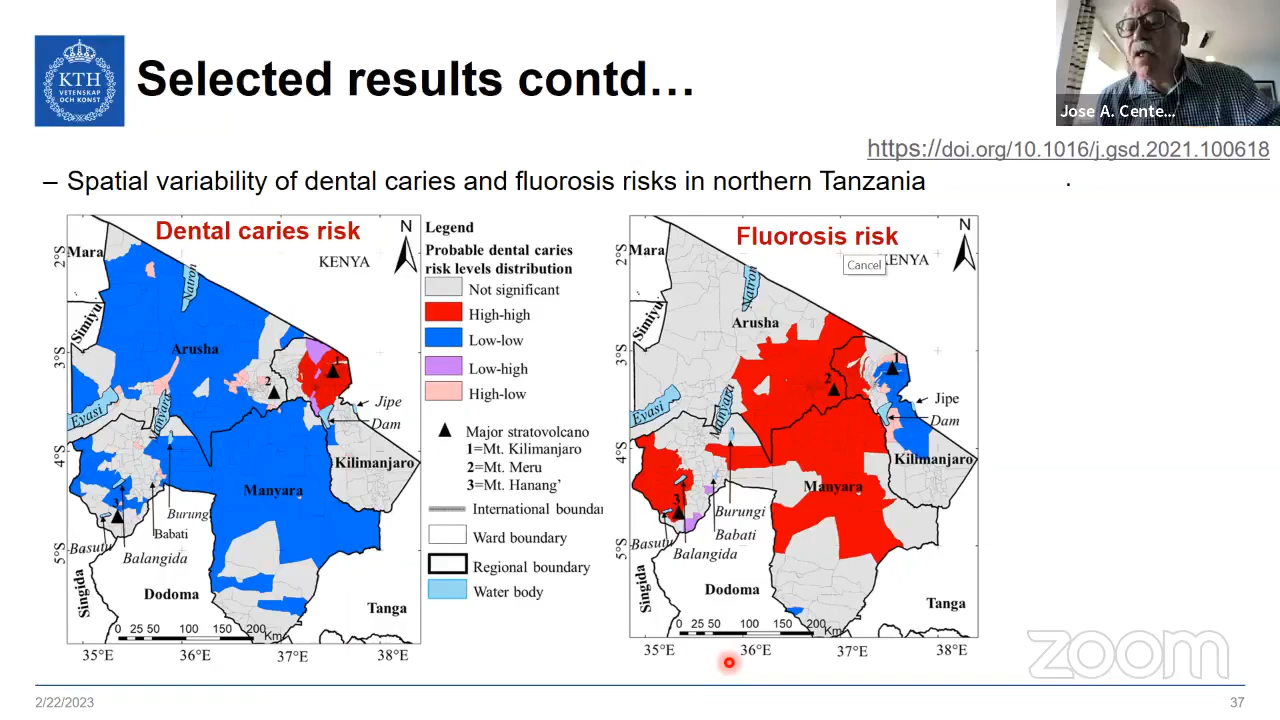 KTH
VETENSKAP
OCH KONST
Selected results contd…
Jose A. Cente...
https://doi.org/10.1016/j.gsd.2021.100618
– Spatial variability of dental caries and fluorosis risks in northern Tanzania
Dental caries risk
N
KENYA
Mara
2°S
Natron
Simiyu
Arusha
3°S
1
2
Eyasi
Manyara
Jipe
Dam
4°S
Kilimanjaro
Manyara
3
Burungi
Babati
Basutu
Balangida
5°S
Singida
Dodoma
Tanga
0 25 50 100 150 200
Km
35°E 36°E 37°E 38°E
Legend
Probable dental caries
risk levels distribution
Not significant
High-high
Low-low
Low-high
High-low
Major stratovolcano
1=Mt. Kilimanjaro
2=Mt. Meru
3=Mt. Hanang’
International bounda
Ward boundary
Regional boundary
Water body
Fluorosis risk
N
KENYA
Cancel
Mara
2°S
Natron
Simiyu
Arusha
3°S
1
2
Eyasi
Manyara
Jipe
Dam
4°S
Kilimanjaro
Manyara
3
Burungi
Babati
Basutu
Balangida
5°S
Singida
Dodoma
Tanga
0 25 50 100 150 200
Km
35°E 36°E 37°E 38°E
zoom
2/22/2023
37